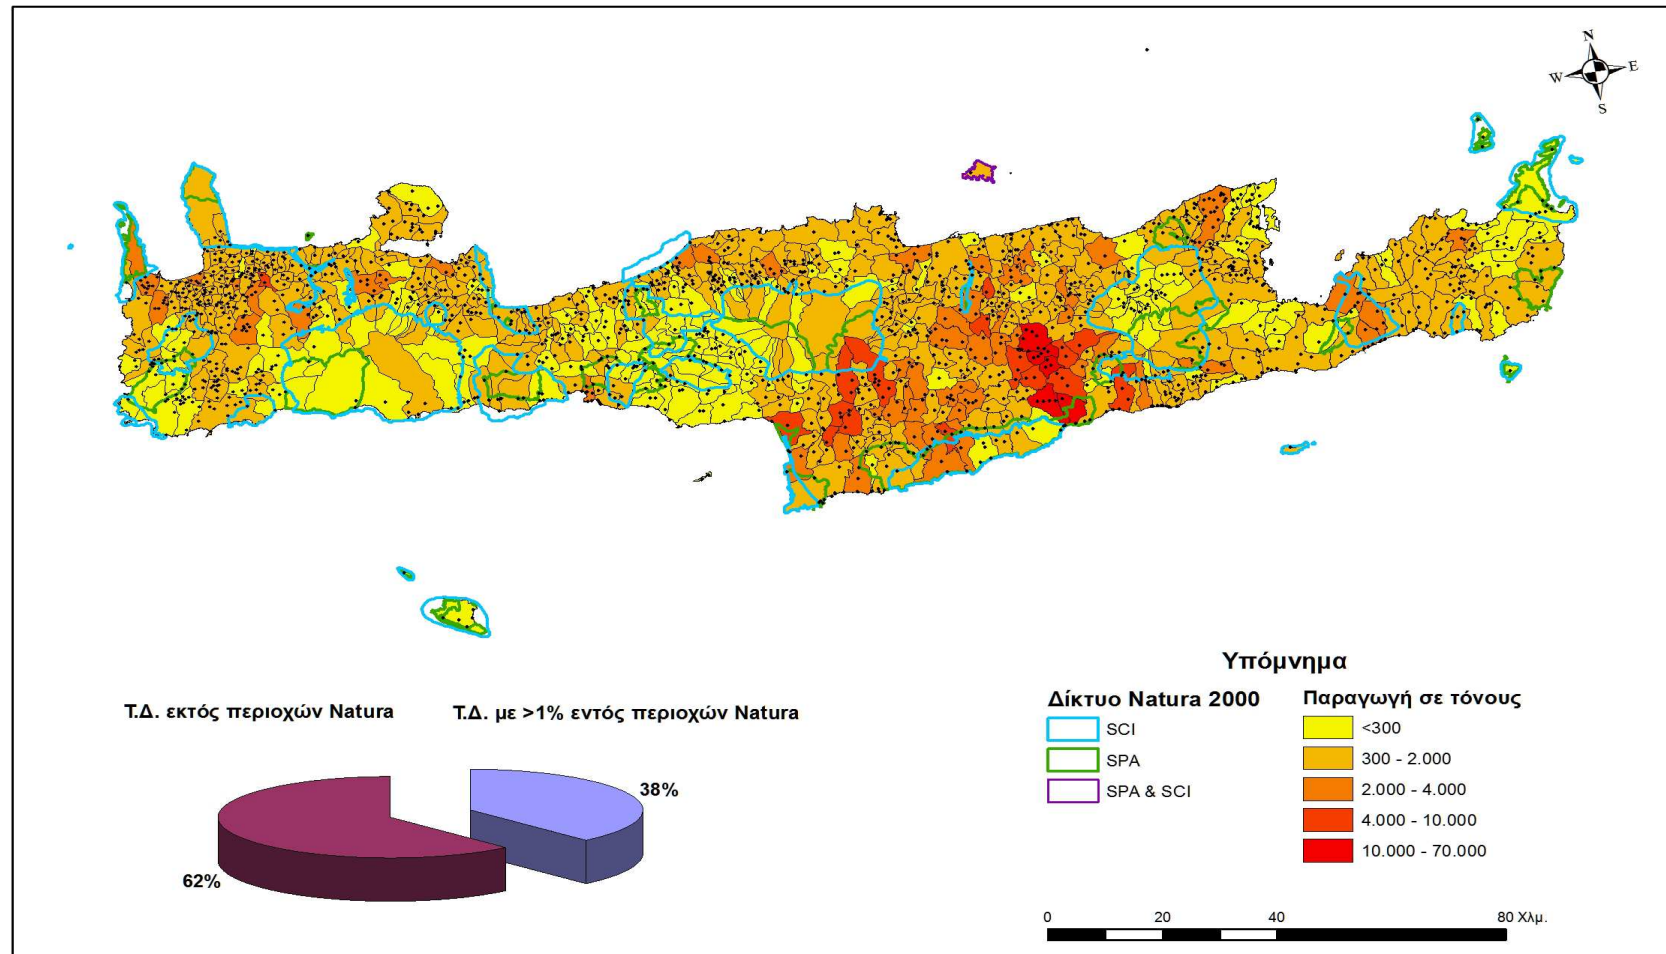 N
W E
S
Υπόμνημα
Δίκτυο Natura 2000
SCI
SPA
SPA & SCI
Παραγωγή σε τόνους
<300
300 - 2.000
2.000 - 4.000
4.000 - 10.000
10.000 - 70.000
Τ.Δ. εκτός περιοχών Natura
Τ.Δ. με >1% εντός περιοχών Natura
38%
62%
0 20 40 80 Χλμ.